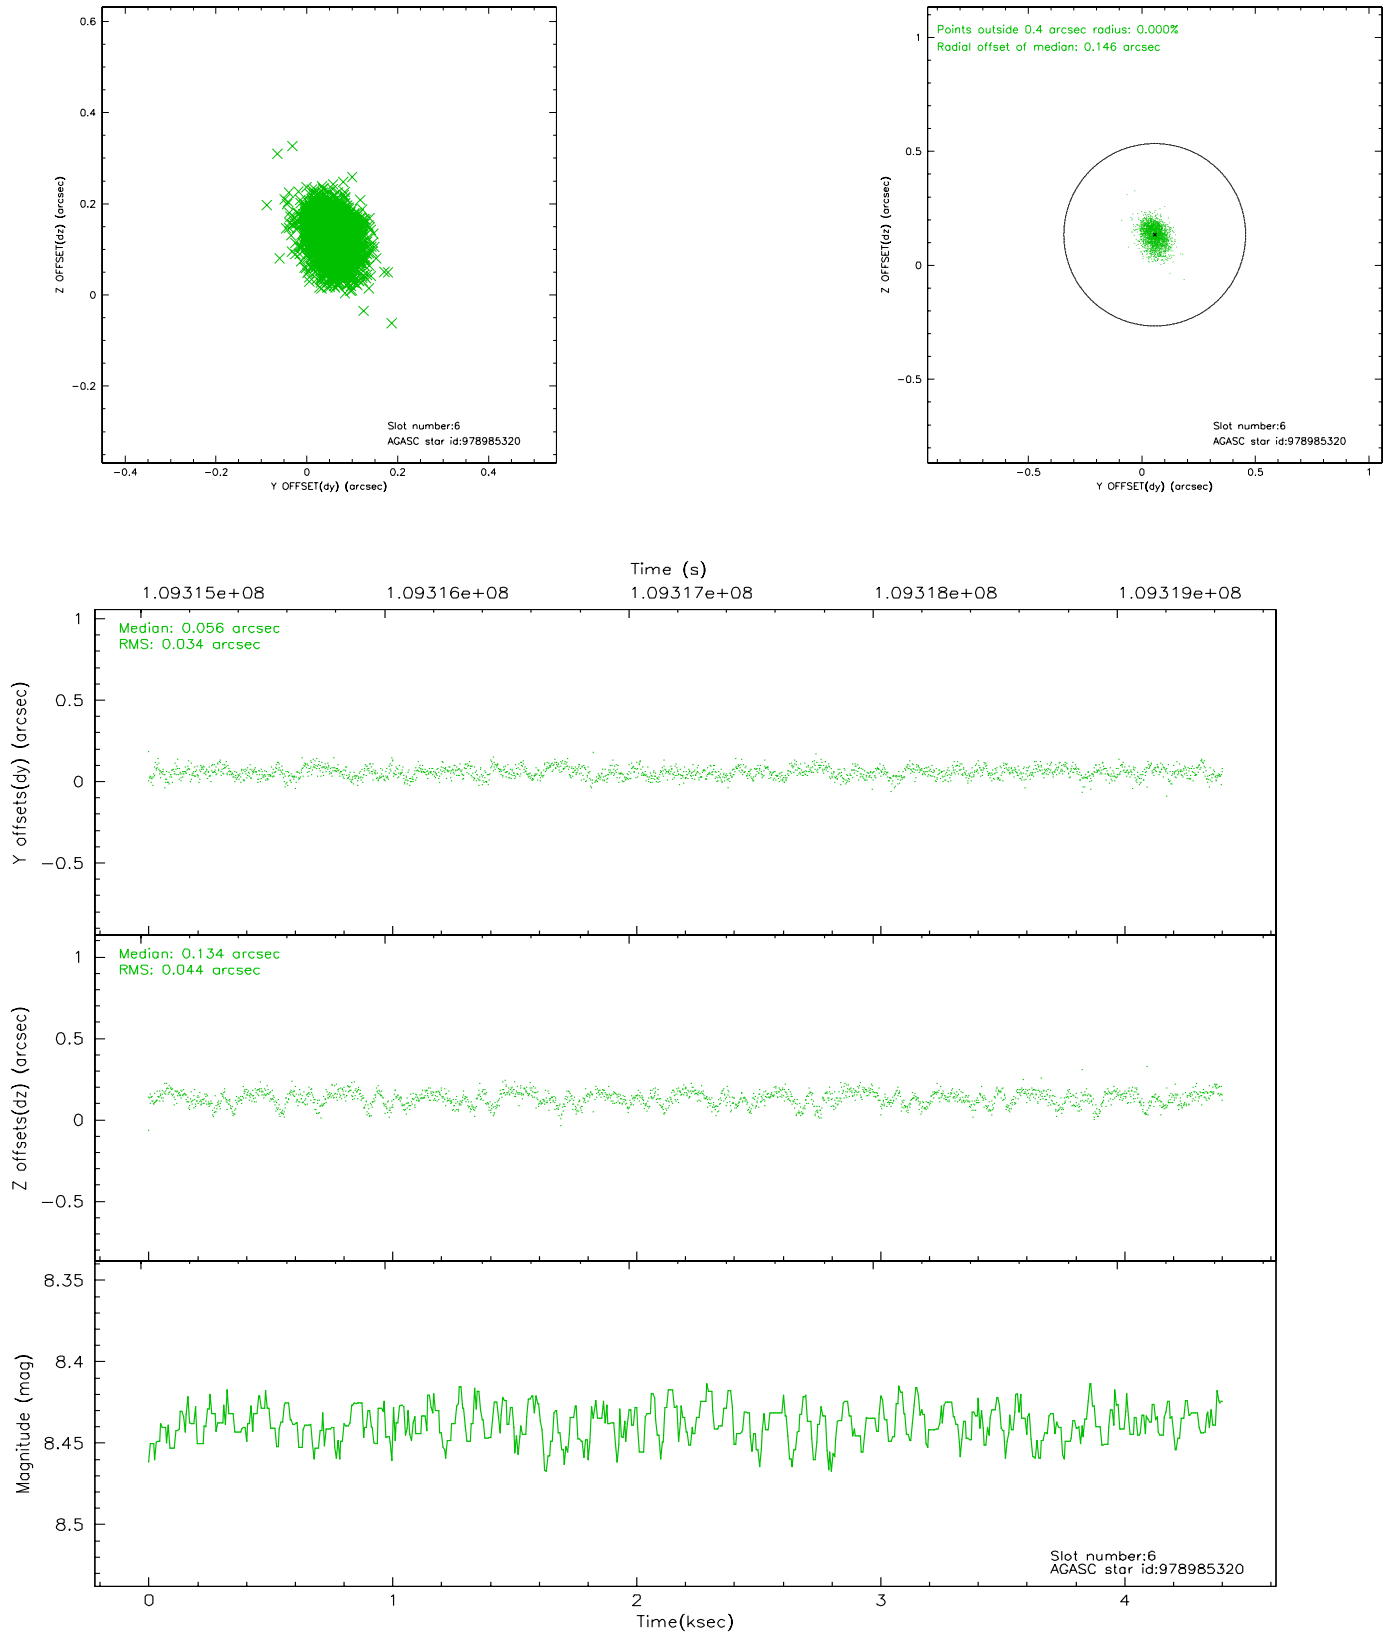 0.6
0.4
0.2
0
−0.2
Z OFFSET(dz) (arcsec)
Slot number:6
AGASC star id:978985320
−0.4 −0.2 0 0.2 0.4
Y OFFSET(dy) (arcsec)
Points outside 0.4 arcsec radius: 0.000%
Radial offset of median: 0.146 arcsec
1
0.5
0
−0.5
Z OFFSET(dz) (arcsec)
Slot number:6
AGASC star id:978985320
−0.5 0 0.5 1
Y OFFSET(dy) (arcsec)
Time (s)
1.09315e+08 1.09316e+08 1.09317e+08 1.09318e+08 1.09319e+08
Median: 0.056 arcsec
RMS: 0.034 arcsec
1
0.5
0
−0.5
Y offsets(dy) (arcsec)
Median: 0.134 arcsec
RMS: 0.044 arcsec
1
0.5
0
−0.5
Z offsets(dz) (arcsec)
8.35
8.4
8.45
8.5
Magnitude (mag)
Slot number:6
AGASC star id:978985320
0 1 2 3 4
Time(ksec)